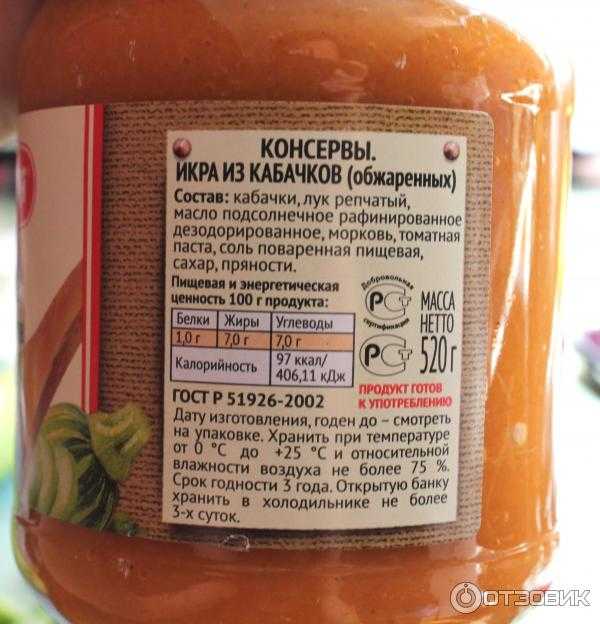 КОНСЕРВЫ.
ИКРА ИЗ КАБАЧКОВ (обжаренных)
Состав: кабачки, лук репчатый,
масло подсолнечное рафинированное
дезодорированное, морковь, томатная
паста, соль поваренная пищевая,
сахар, пряности.
Пищевая и энергетическая
ценность 100 г продукта:
Белки Жиры Углеводы
1,0 г 7,0 г 7,0 г
Калорийность 97 ккал/
406,11 кДж
Добровольная
РСТ
сертификация
РСТ
МАССА
НЕТТО
520 г
ПРОДУКТ ГОТОВ
К УПОТРЕБЛЕНИЮ
ГОСТ Р 51926-2002
Дату изготовления, годен до – смотреть
на упаковке. Хранить при температуре
от 0 °С до +25 °С и относительной
влажности воздуха не более 75 %.
Срок годности 3 года. Открытую банку
хранить в холодильнике не более
3-х суток.
ОТЗОВИК